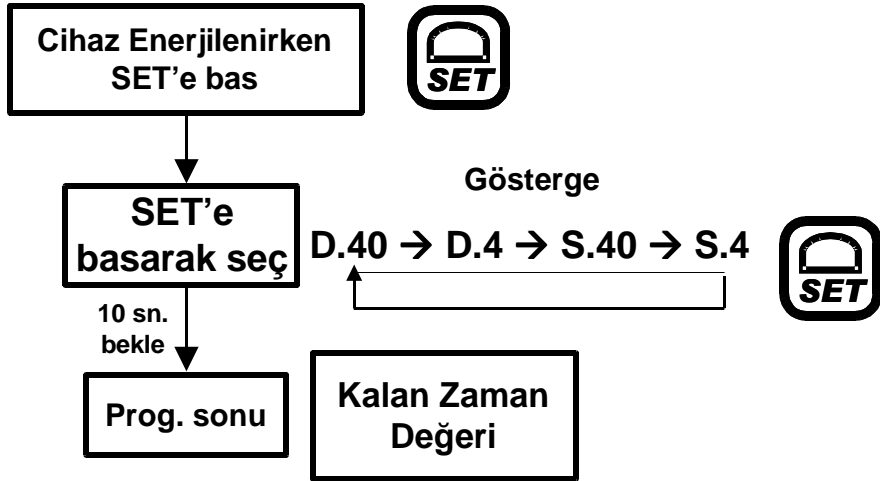 Cihaz Enerjilenirken
SET’e bas
SET
SET’e
basarak seç
Gösterge
D.40 → D.4 → S.40 → S.4
SET
10 sn.
bekle
Prog. sonu
Kalan Zaman
Değeri